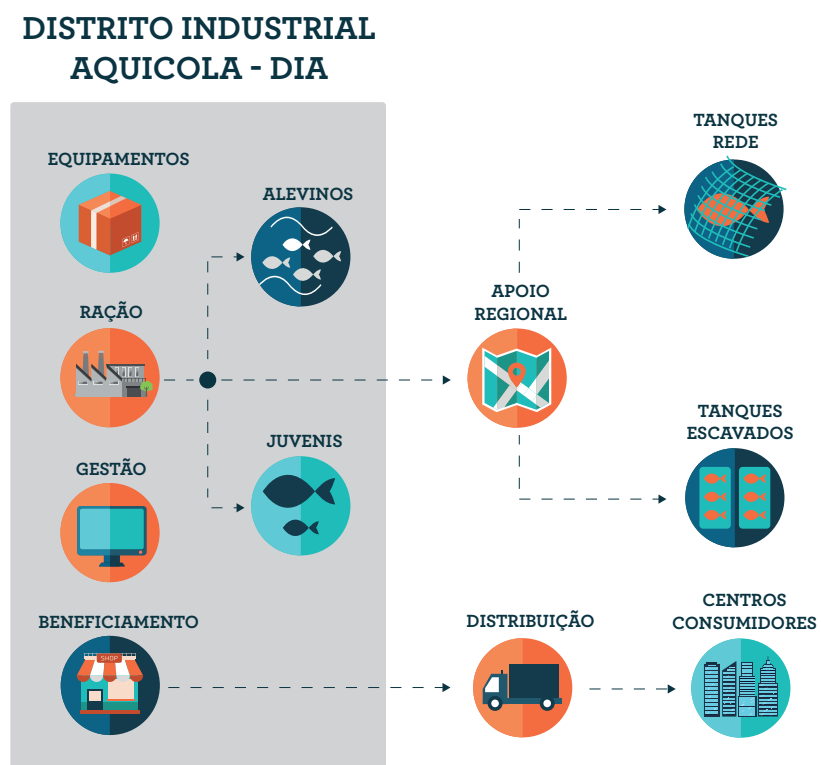 DISTRITO INDUSTRIAL
AQUICOLA - DIA
EQUIPAMENTOS
ALEVINOS
RAÇÃO
JUVENIS
GESTÃO
BENEFICIAMENTO
SHOP
TANQUES
REDE
APOIO
REGIONAL
TANQUES
ESCAVADOS
DISTRIBUIÇÃO
CENTROS
CONSUMIDORES